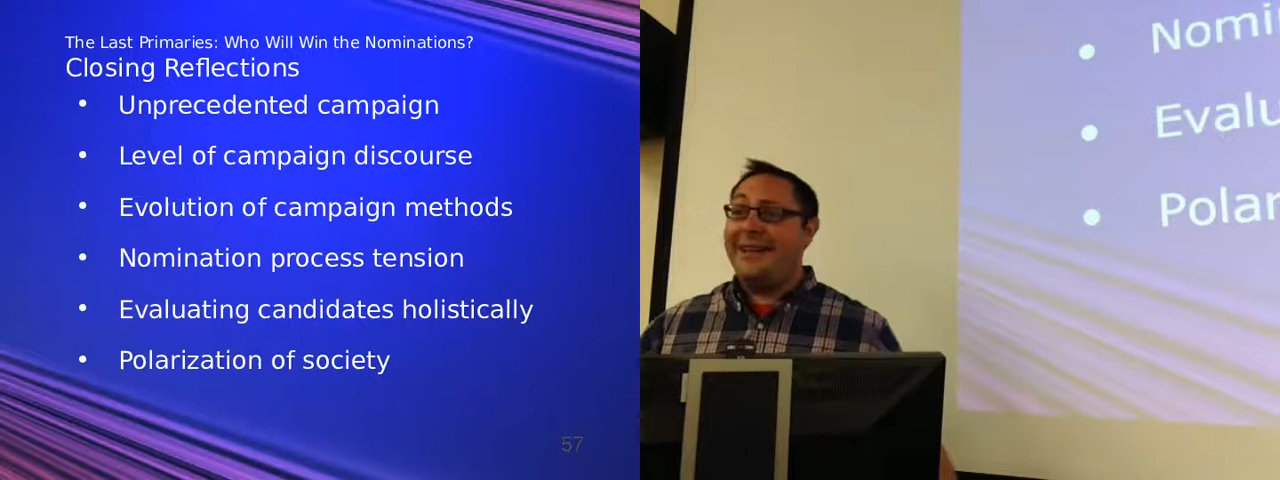 The Last Primaries: Who Will Win the Nominations?
Closing Reflections
• Unprecedented campaign
• Level of campaign discourse
• Evolution of campaign methods
• Nomination process tension
• Evaluating candidates holistically
• Polarization of society
57
• Nomi
• Evalu
• Polar